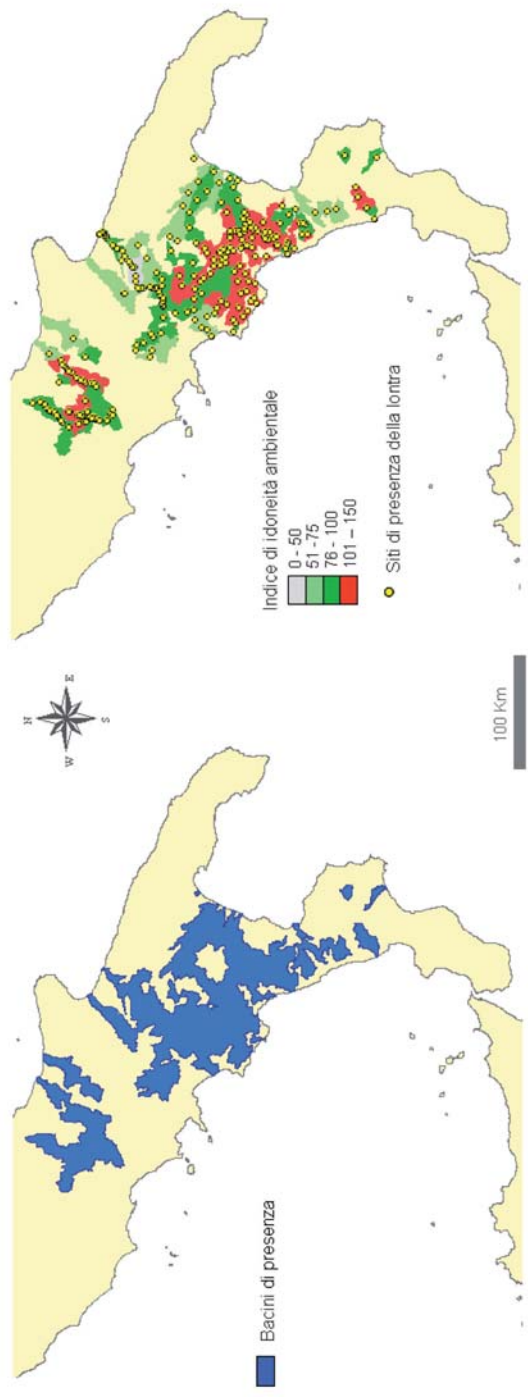 Bacini di presenza
N
W
E
S
100 Km
Indice di idoneità ambientale
0 - 50
51 -75
76 - 100
101 – 150
Siti di presenza della lontra